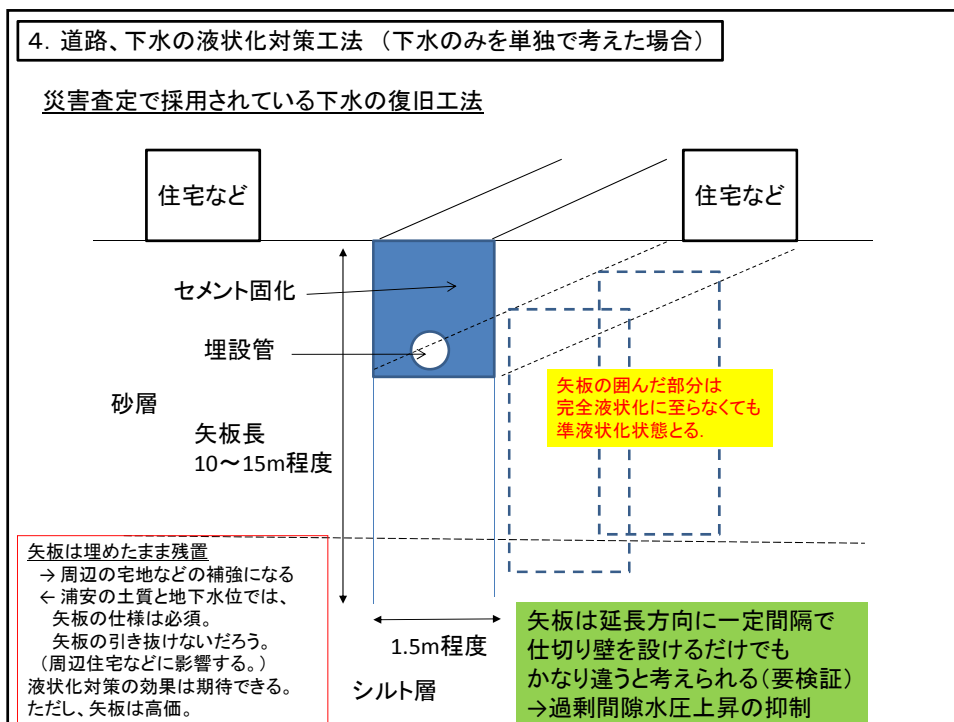 ４．道路、下水の液状化対策工法 （下水のみを単独で考えた場合）
災害査定で採用されている下水の復旧工法
住宅など
住宅など
セメント固化
埋設管
砂層
矢板長
10～15m程度
矢板の囲んだ部分は
完全液状化に至らなくても
準液状化状態とる.
矢板は埋めたまま残置
→ 周辺の宅地などの補強になる
← 浦安の土質と地下水位では、
矢板の仕様は必須。
矢板の引き抜けないだろう。
（周辺住宅などに影響する。）
液状化対策の効果は期待できる。
ただし、矢板は高価。
1.5m程度
シルト層
矢板は延長方向に一定間隔で
仕切り壁を設けるだけでも
かなり違うと考えられる（要検証）
→過剰間隙水圧上昇の抑制